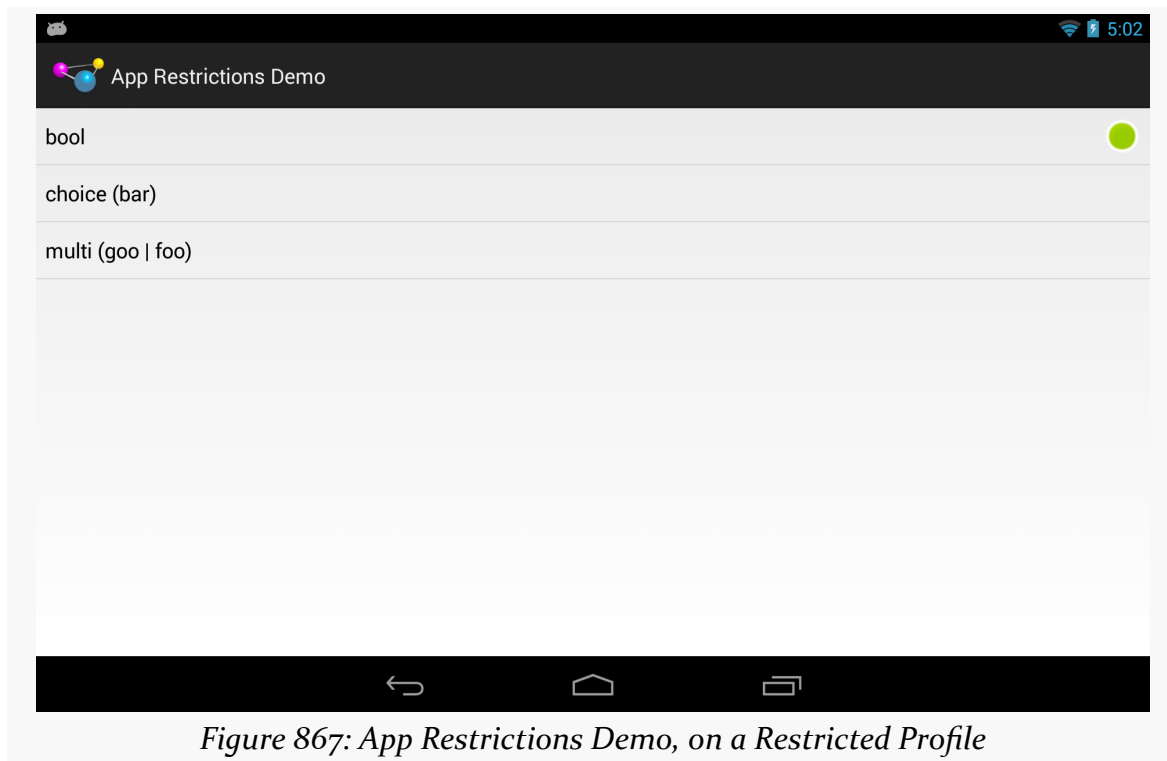 5:02
App Restrictions Demo
bool
choice (bar)
multi (goo | foo)
Figure 867: App Restrictions Demo, on a Restricted Profile